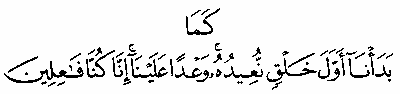 كَمَا
بَدَأْنَآ أَوَّلَ خَلْقٍ نُّعِيدُهُۥ ۚ وَعْدًا عَلَيْنَآ ۚ إِنَّا كُنَّا فَٰعِلِينَ